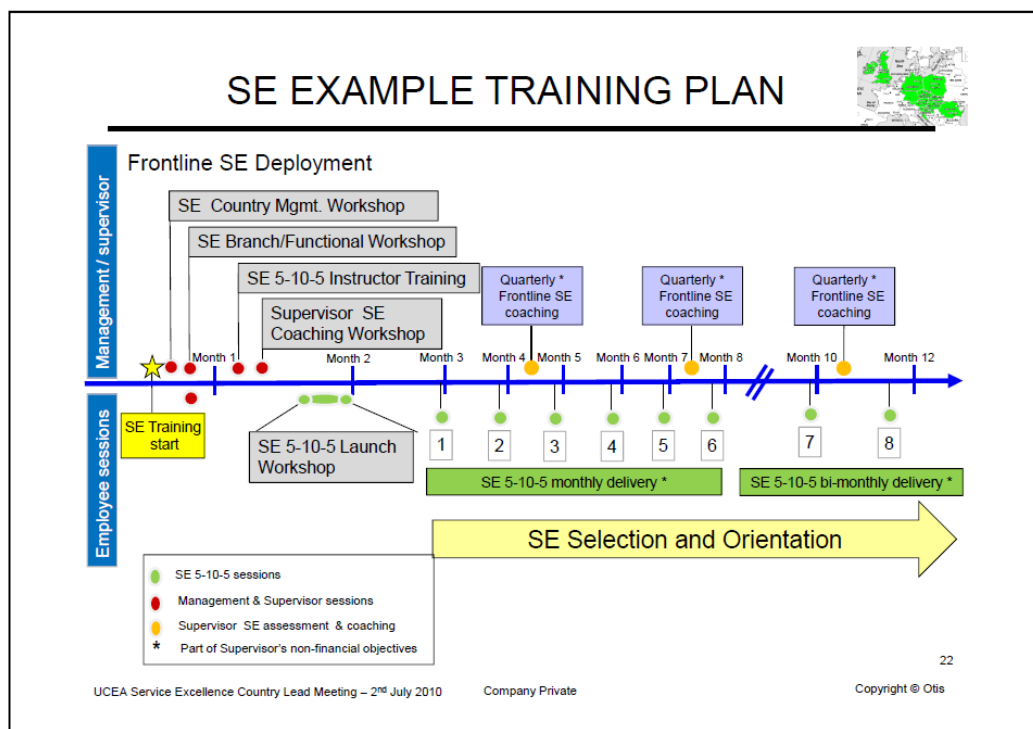 SE EXAMPLE TRAINING PLAN
Management / supervisor
Frontline SE Deployment
SE Country Mgmt. Workshop
SE Branch/Functional Workshop
SE 5-10-5 Instructor Training
Supervisor SE
Coaching Workshop
Quarterly *
Frontline SE
coaching
Quarterly *
Frontline SE
coaching
Quarterly *
Frontline SE
coaching
Month 1
Month 2
Month 3
Month 4
Month 5
Month 6
Month 7
Month 8
Month 10
Month 12
Employee sessions
SE Training
start
SE 5-10-5 Launch
Workshop
1
2
3
4
5
6
7
8
SE 5-10-5 monthly delivery *
SE 5-10-5 bi-monthly delivery *
SE Selection and Orientation
SE 5-10-5 sessions
Management & Supervisor sessions
Supervisor SE assessment & coaching
* Part of Supervisor's non-financial objectives
22
UCEA Service Excellence Country Lead Meeting – 2nd July 2010
Company Private
Copyright © Otis